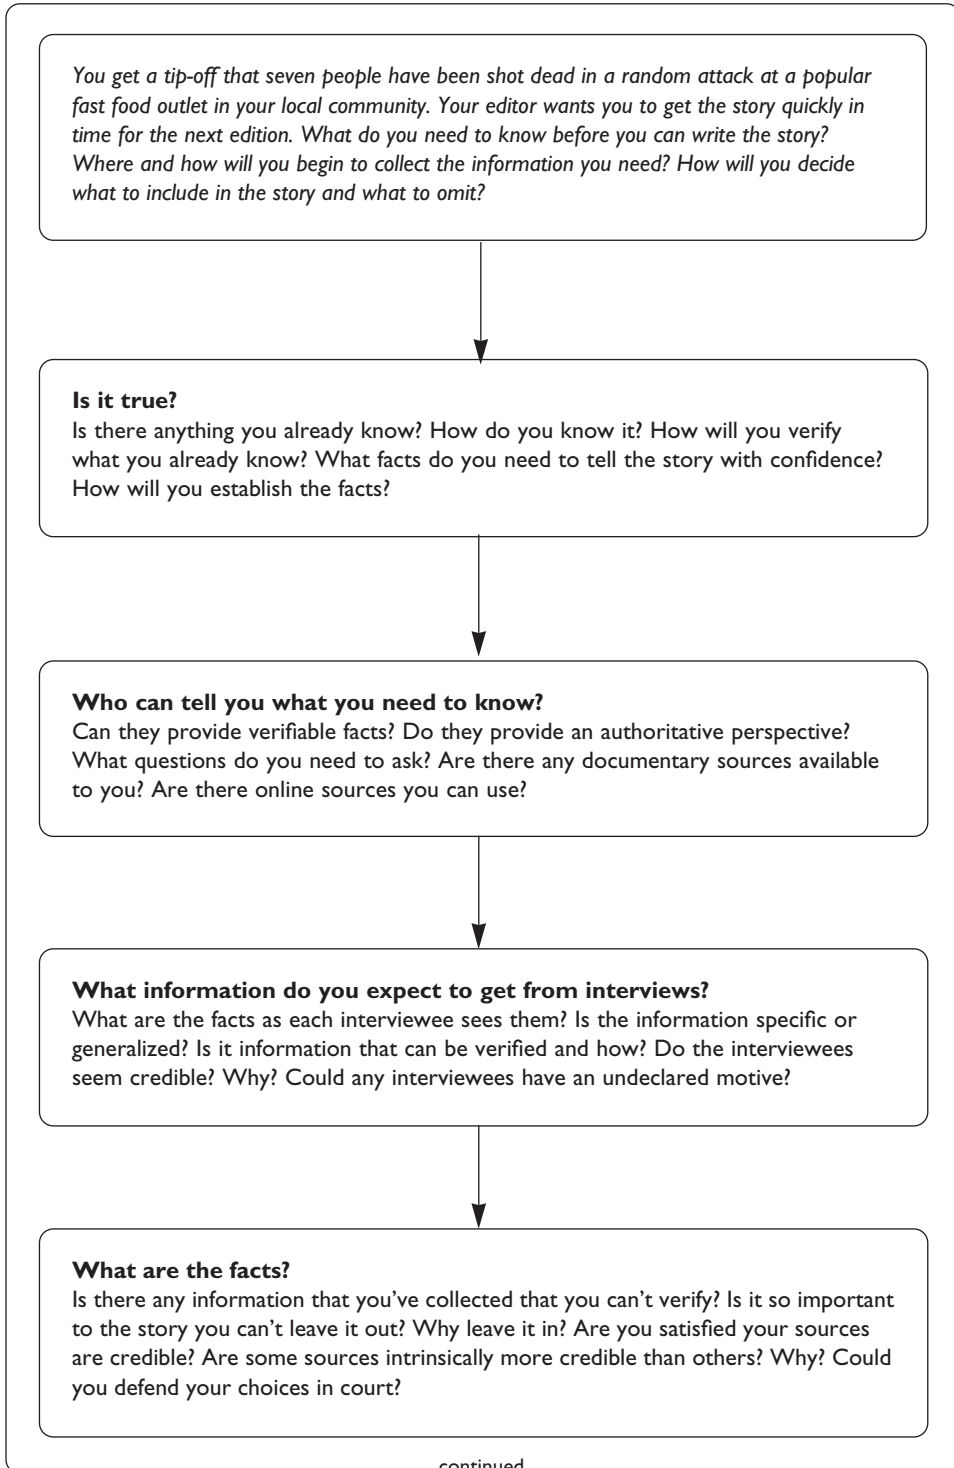 You get a tip-off that seven people have been shot dead in a random attack at a popular
fast food outlet in your local community. Your editor wants you to get the story quickly in
time for the next edition. What do you need to know before you can write the story?
Where and how will you begin to collect the information you need? How will you decide
what to include in the story and what to omit?
Is it true?
Is there anything you already know? How do you know it? How will you verify
what you already know? What facts do you need to tell the story with confidence?
How will you establish the facts?
Who can tell you what you need to know?
Can they provide verifiable facts? Do they provide an authoritative perspective?
What questions do you need to ask? Are there any documentary sources available
to you? Are there online sources you can use?
What information do you expect to get from interviews?
What are the facts as each interviewee sees them? Is the information specific or
generalized? Is it information that can be verified and how? Do the interviewees
seem credible? Why? Could any interviewees have an undeclared motive?
What are the facts?
Is there any information that you've collected that you can't verify? Is it so important
to the story you can't leave it out? Why leave it in? Are you satisfied your sources
are credible? Are some sources intrinsically more credible than others? Why? Could
you defend your choices in court?
continued